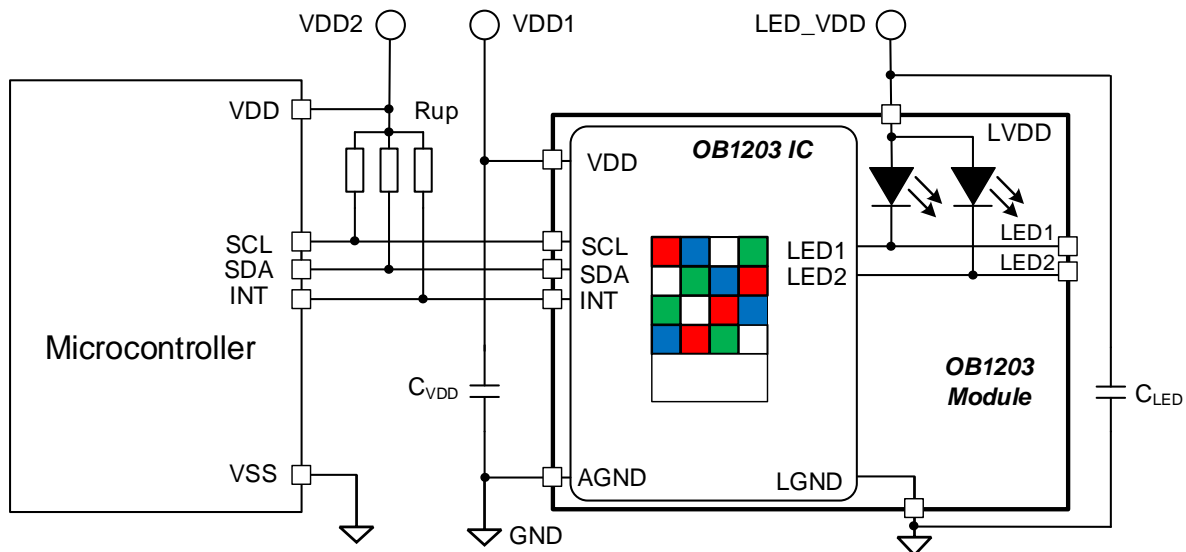 VDD2
VDD1
LED_VDD
VDD
Rup
LVDD
OB1203 IC
VDD
SCL
SDA
INT
SCL
SDA
INT
LED1
LED2
LED1
LED2
Microcontroller
OB1203
Module
CVDD
CLED
VSS
AGND
LGND
GND